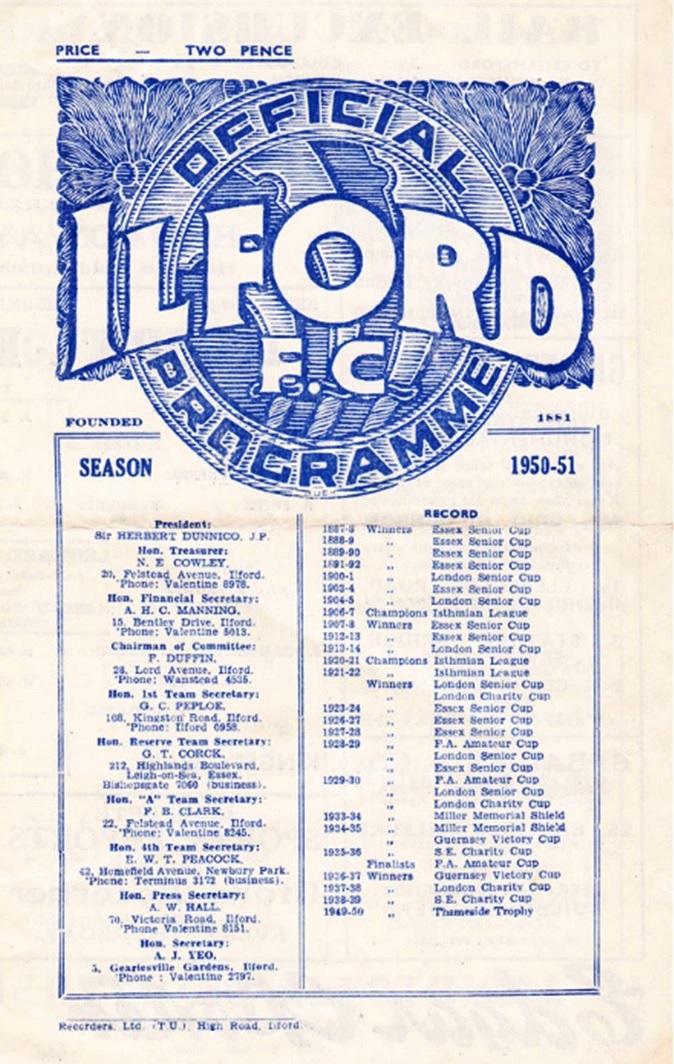 PRICE — TWO PENCE
OFFICIAL
ILFORD
F.C.
PROGRAMME
FOUNDED 1881
SEASON 1950-51
President:
Sir HERBERT DUNNICO, J.P.
Hon. Treasurer:
N. E. COWLEY,
20, Felstead Avenue, Ilford.
'Phone: Valentine 8978.
Hon. Financial Secretary:
A. H. C. MANNING,
15, Bentley Drive, Ilford.
'Phone: Valentine 5013.
Chairman of Committee:
P. DUFFIN,
28, Lord Avenue, Ilford.
'Phone: Wanstead 4535.
Hon. 1st Team Secretary:
G. C. PEPLOE,
108, Kingston Road, Ilford.
'Phone: Ilford 6958.
Hon. Reserve Team Secretary:
G. T. CORCK,
212, Highlands Boulevard,
Leigh-on-Sea, Essex.
Bishopsgate 7060 (business).
Hon. "A" Team Secretary:
F. B. CLARK,
22, Felstead Avenue, Ilford.
'Phone: Valentine 8245.
Hon. 4th Team Secretary:
E. W. T. PEACOCK,
42, Homefield Avenue, Newbury Park.
'Phone: Terminus 3172 (business).
Hon. Press Secretary:
A. W. HALL,
70, Victoria Road, Ilford.
'Phone Valentine 8151.
Hon. Secretary:
A. J. YEO,
5, Geariesville Gardens, Ilford.
'Phone : Valentine 2797.
RECORD
1887-8 Winners Essex Senior Cup
1888-9 ,, Essex Senior Cup
1889-90 ,, Essex Senior Cup
1891-92 ,, Essex Senior Cup
1900-1 ,, London Senior Cup
1903-4 ,, Essex Senior Cup
1904-5 ,, London Senior Cup
1906-7 Champions Isthmian League
1907-8 Winners Essex Senior Cup
1912-13 ,, Essex Senior Cup
1913-14 ,, London Senior Cup
1920-21 Champions Isthmian League
1921-22 ,, Isthmian League
Winners London Senior Cup
,, London Charity Cup
1923-24 ,, Essex Senior Cup
1926-27 ,, Essex Senior Cup
1927-28 ,, Essex Senior Cup
1928-29 ,, F.A. Amateur Cup
,, London Senior Cup
,, Essex Senior Cup
1929-30 ,, F.A. Amateur Cup
,, London Senior Cup
,, London Charity Cup
1933-34 ,, Miller Memorial Shield
1934-35 ,, Miller Memorial Shield
,, Guernsey Victory Cup
1935-36 ,, S.E. Charity Cup
Finalists F.A. Amateur Cup
1936-37 Winners Guernsey Victory Cup
1937-38 ,, London Charity Cup
1938-39 ,, S.E. Charity Cup
1949-50 ,, Thameside Trophy
Recorders, Ltd. (T.U.), High Road, Ilford